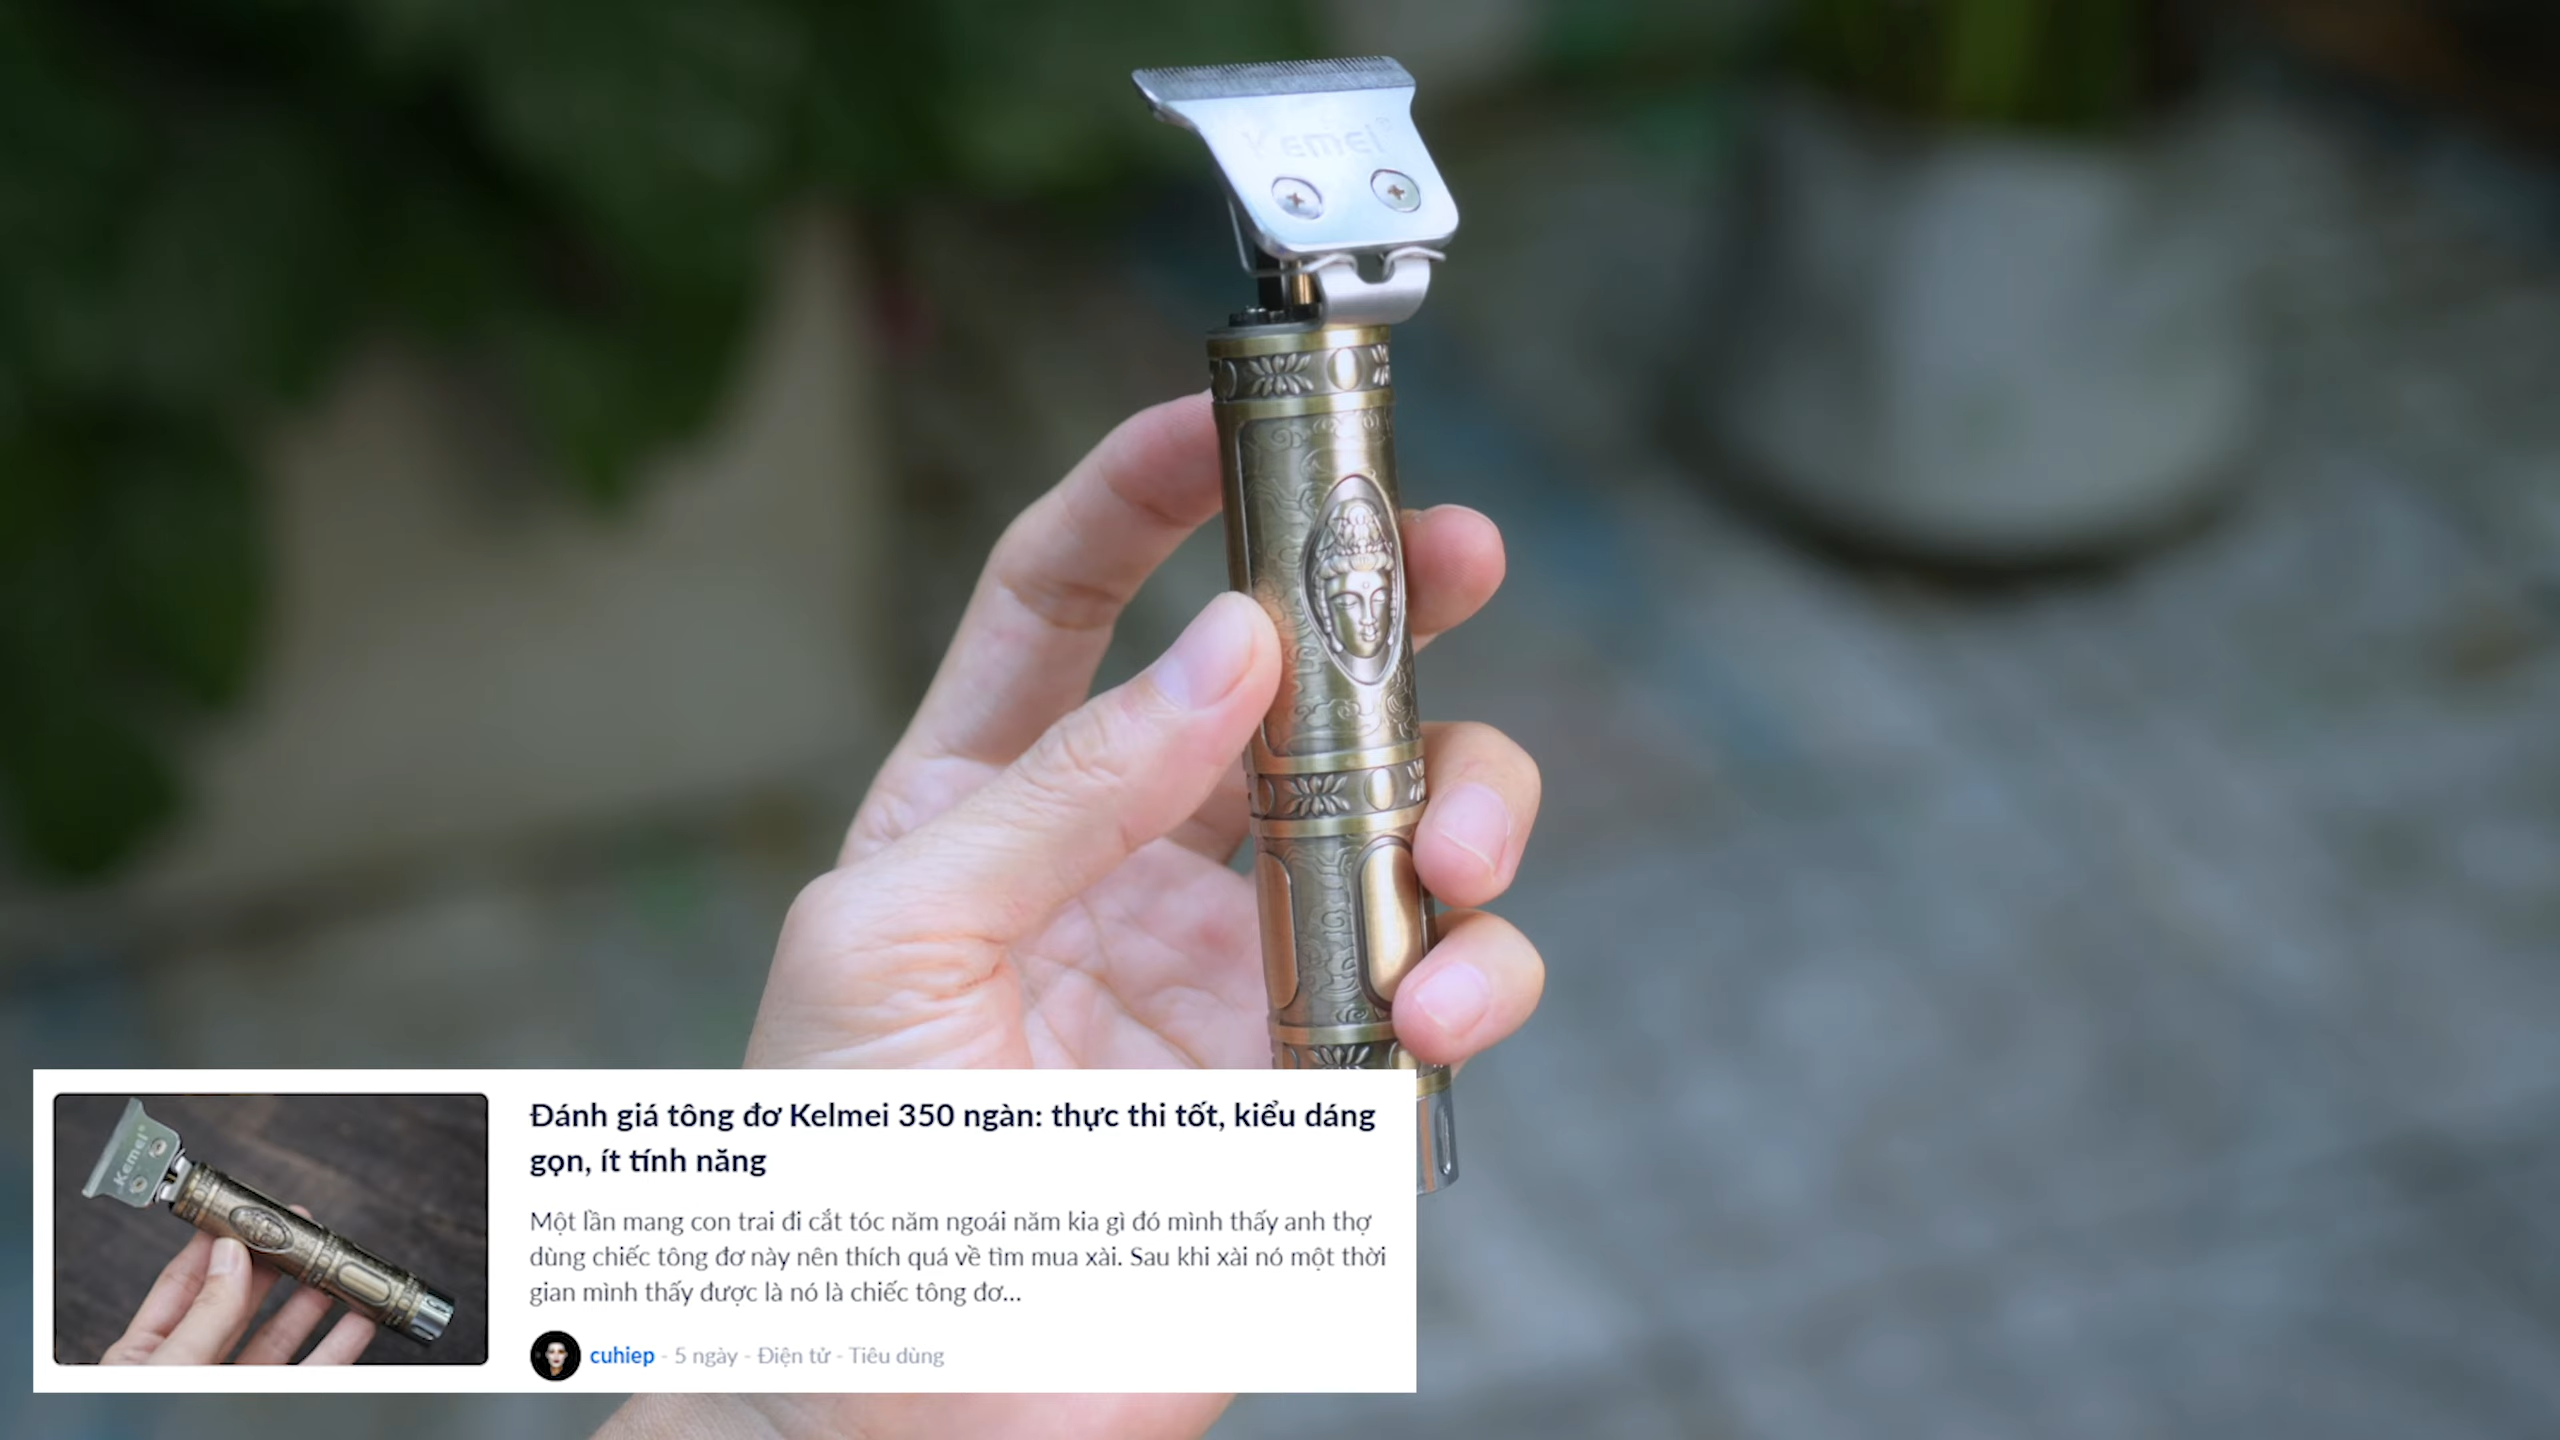 Kemei
Kemei
Đánh giá tông đơ Kelmei 350 ngàn: thực thi tốt, kiểu dáng
gọn, ít tính năng
Một lần mang con trai đi cắt tóc năm ngoái năm kia gì đó mình thấy anh thợ
dùng chiếc tông đơ này nên thích quá về tìm mua xài. Sau khi xài nó một thời
gian mình thấy được là nó là chiếc tông đơ...
cuhiep - 5 ngày - Điện tử - Tiêu dùng